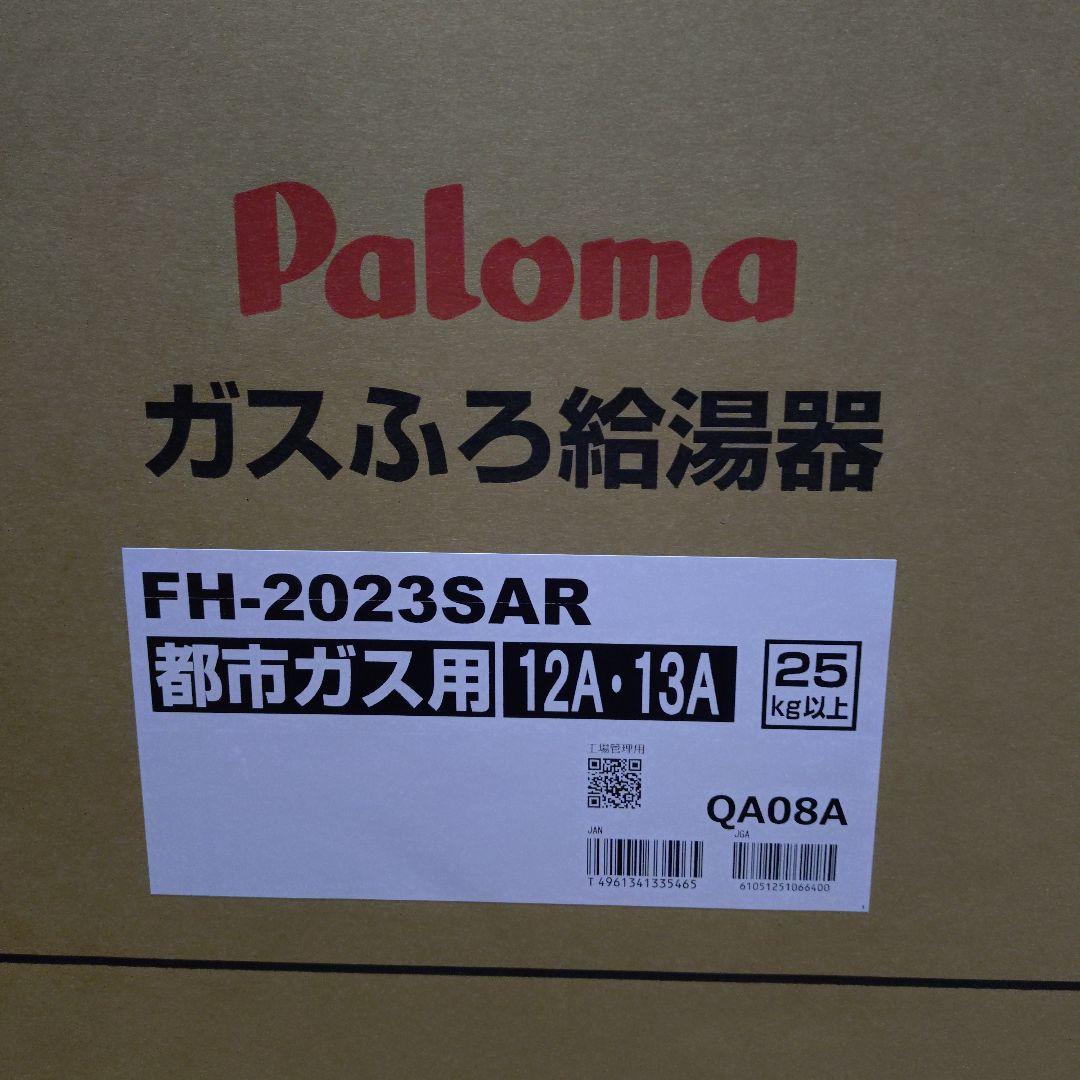 Paloma
ガスふろ給湯器
FH-2023SAR
都市ガス用 12A・13A
25
kg以上
工場管理用
QA08A
JAN
JGA
T4961341335465
61051251066400